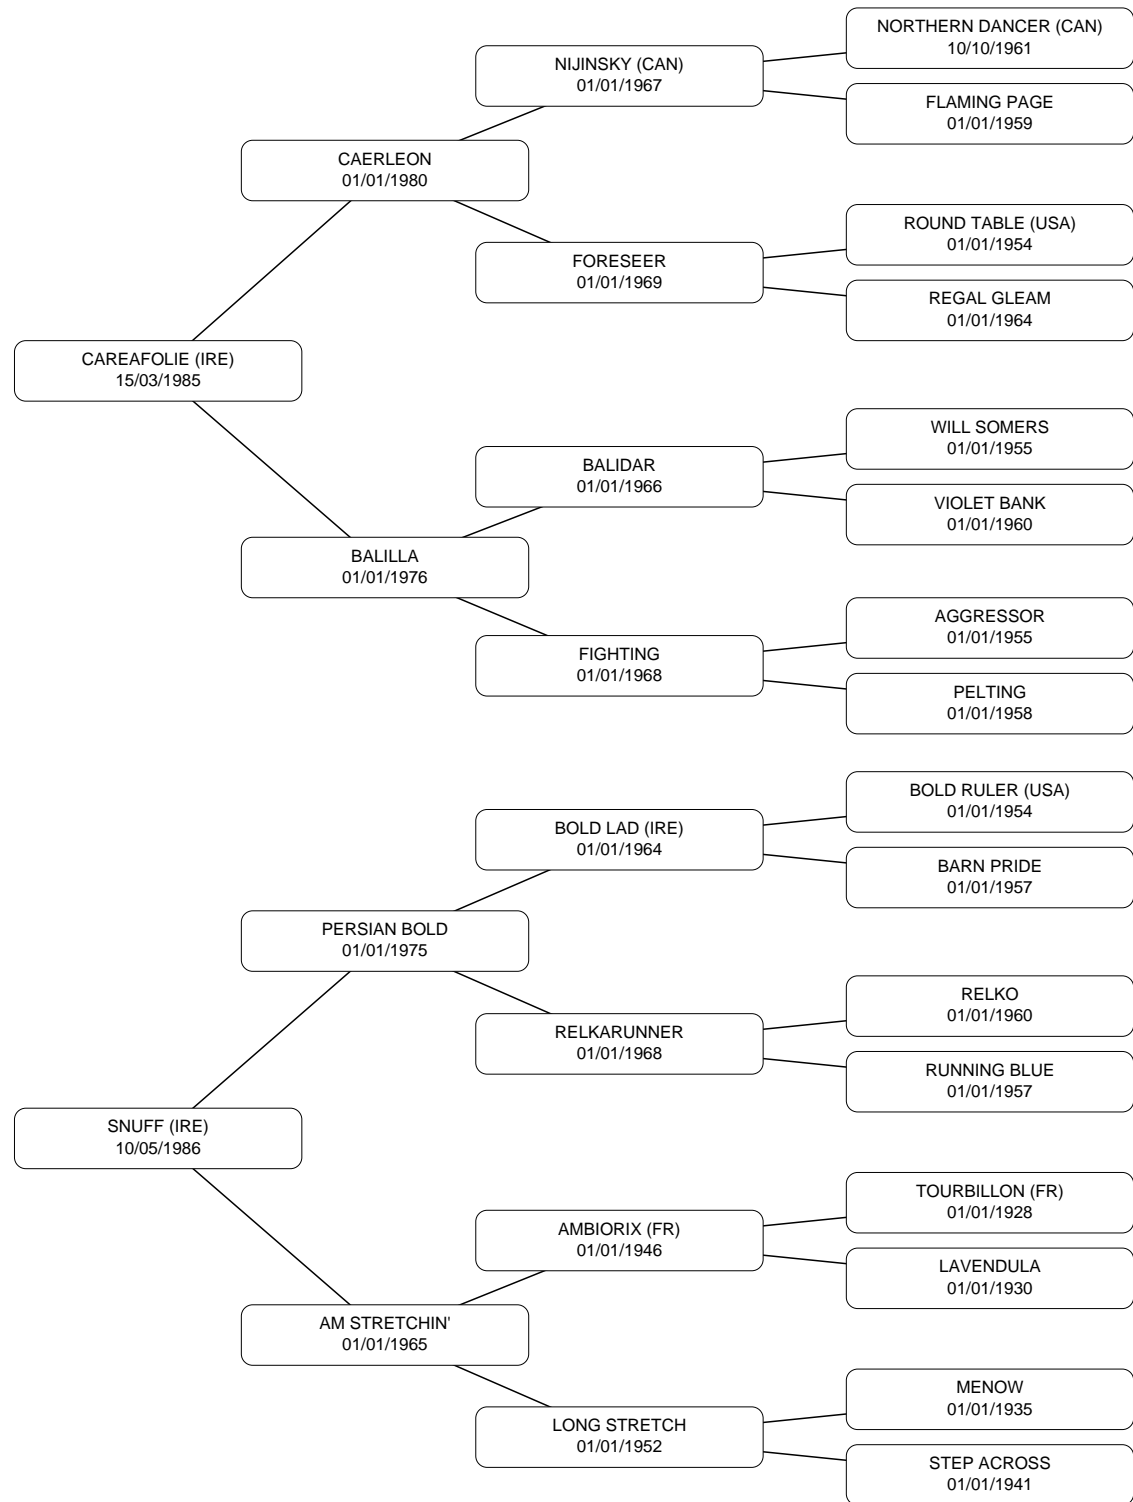 NORTHERN DANCER (CAN)
10/10/1961
NIJINSKY (CAN)
01/01/1967
FLAMING PAGE
01/01/1959
CAERLEON
01/01/1980
ROUND TABLE (USA)
01/01/1954
FORESEER
01/01/1969
REGAL GLEAM
01/01/1964
CAREAFOLIE (IRE)
15/03/1985
WILL SOMERS
01/01/1955
BALIDAR
01/01/1966
VIOLET BANK
01/01/1960
BALILLA
01/01/1976
AGGRESSOR
01/01/1955
FIGHTING
01/01/1968
PELTING
01/01/1958
BOLD RULER (USA)
01/01/1954
BOLD LAD (IRE)
01/01/1964
BARN PRIDE
01/01/1957
PERSIAN BOLD
01/01/1975
RELKO
01/01/1960
RELKARUNNER
01/01/1968
RUNNING BLUE
01/01/1957
SNUFF (IRE)
10/05/1986
TOURBILLON (FR)
01/01/1928
AMBIORIX (FR)
01/01/1946
LAVENDULA
01/01/1930
AM STRETCHIN'
01/01/1965
MENOW
01/01/1935
LONG STRETCH
01/01/1952
STEP ACROSS
01/01/1941